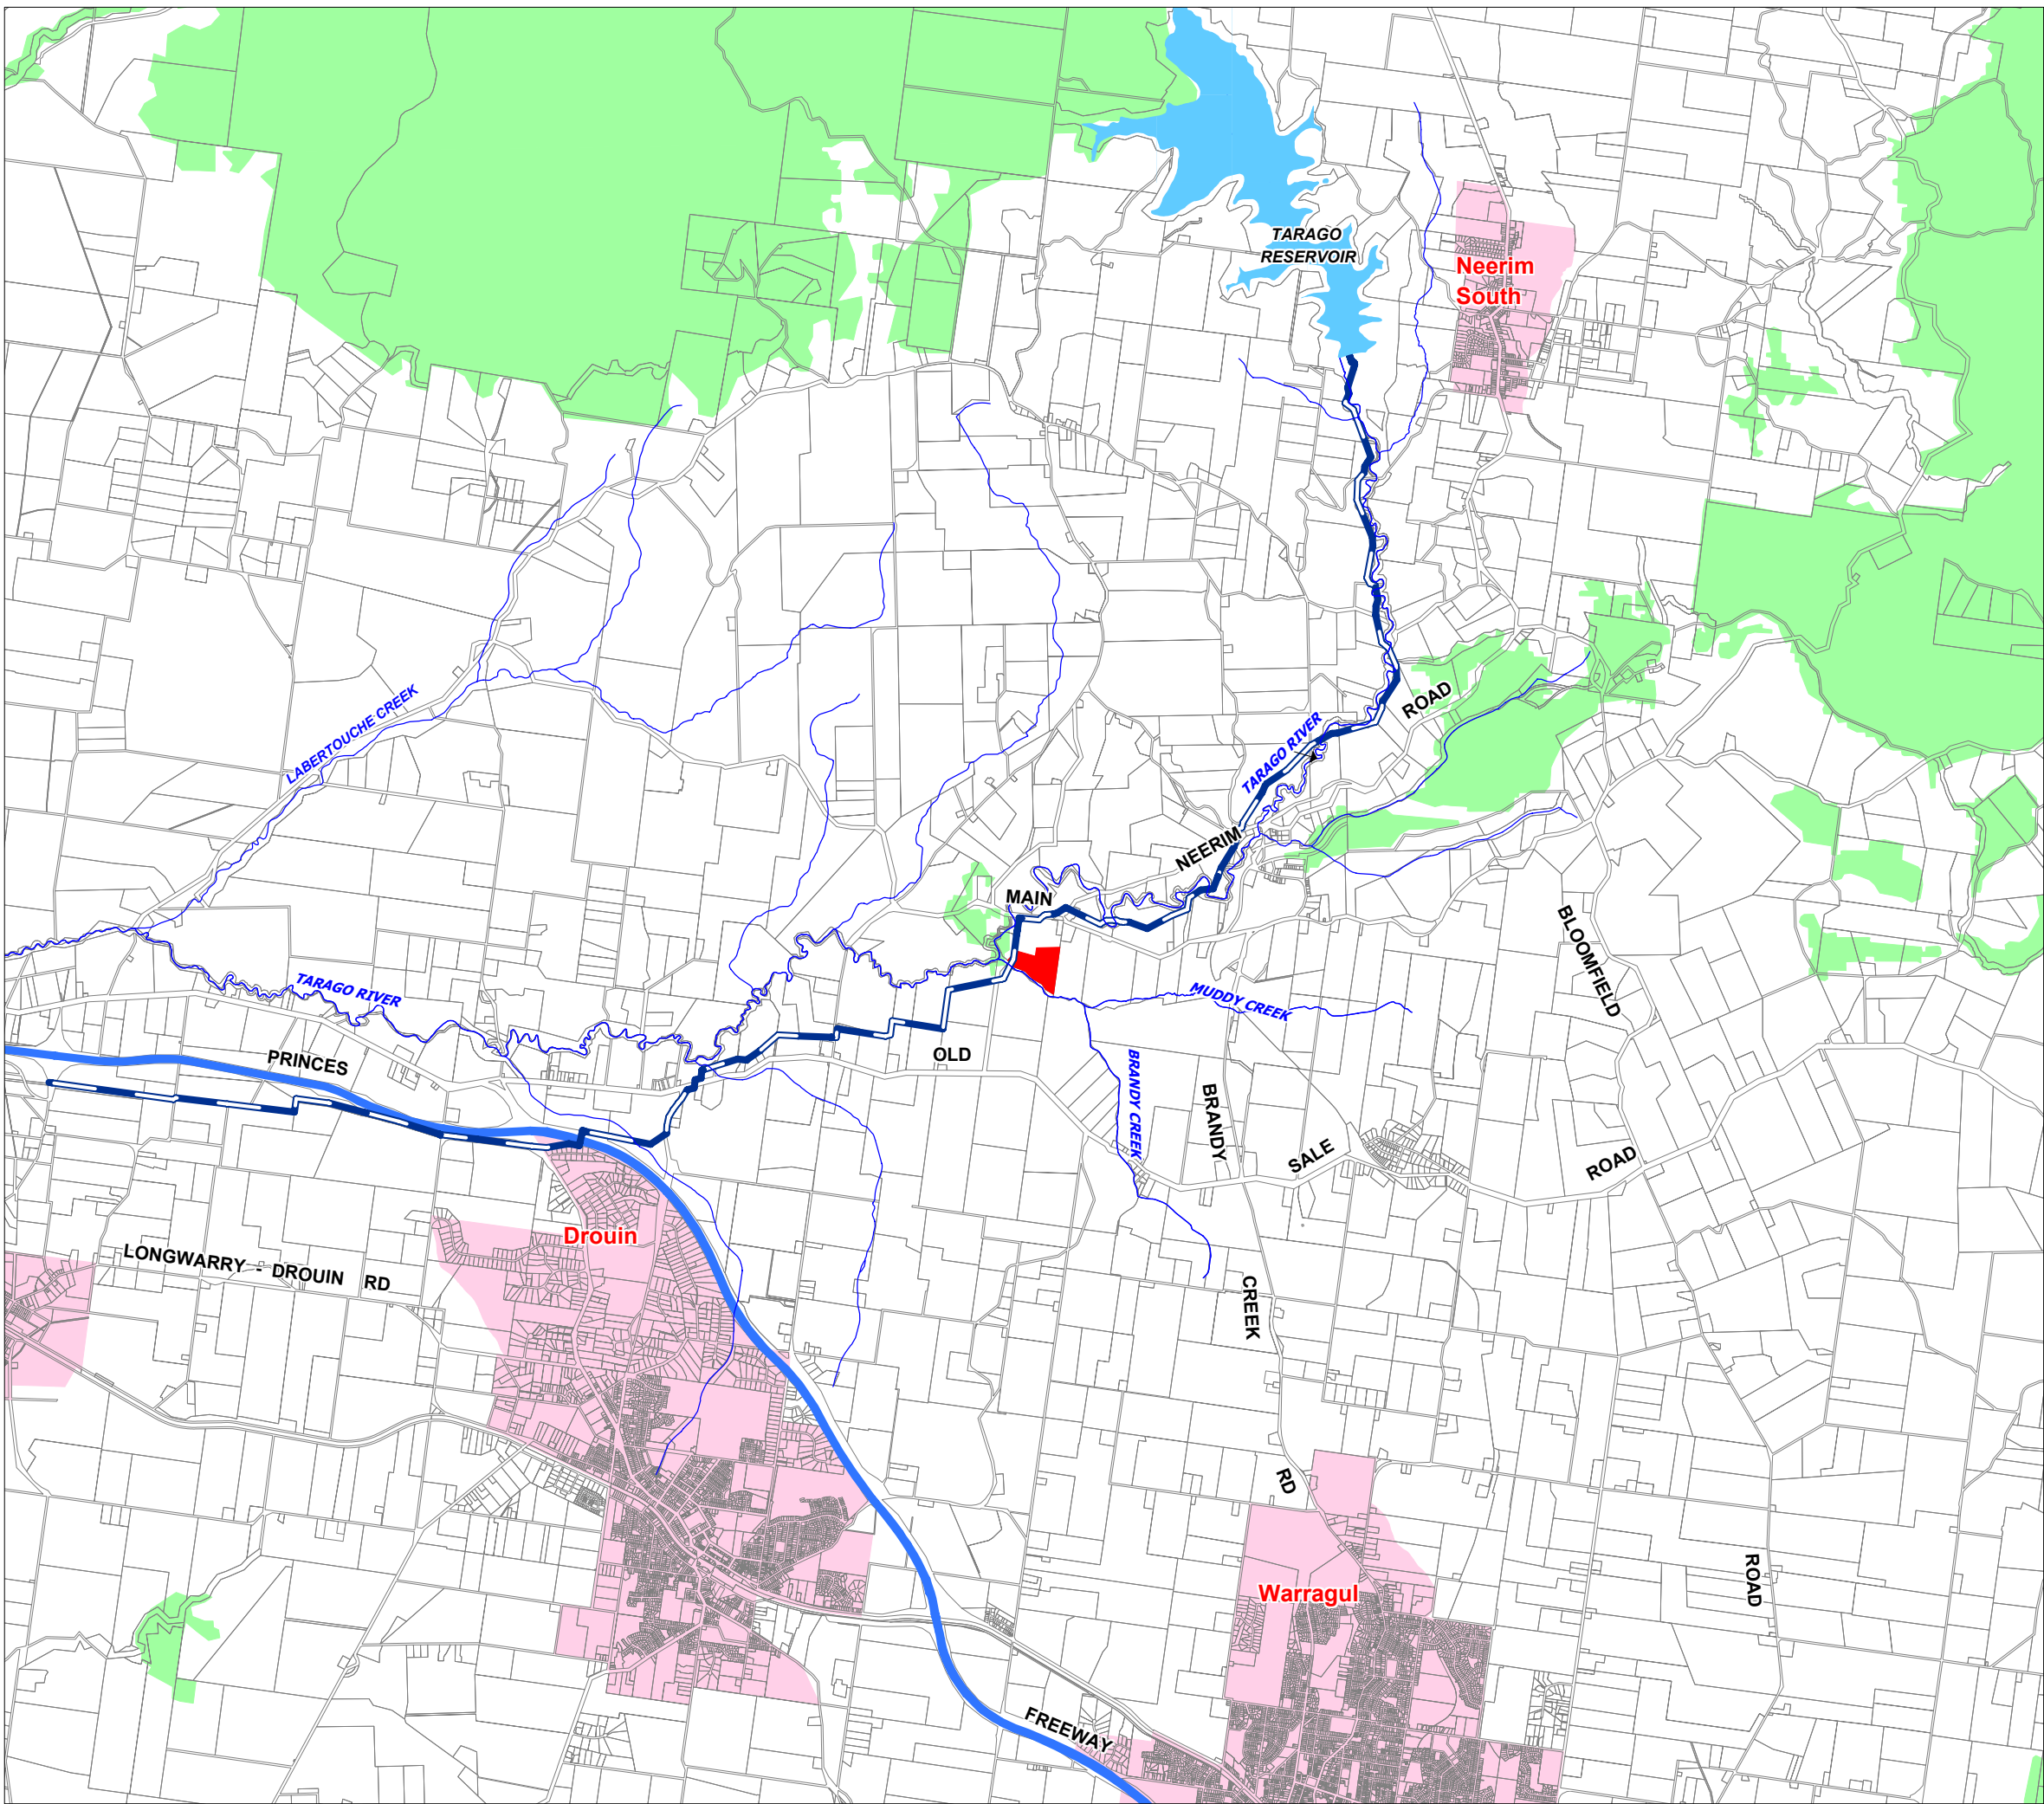 TARAGO
RESERVOIR
Neerim
South
ROAD
LABERTOUCHE CREEK
TARAGO RIVER
NEERIM
MAIN
BLOOMFIELD
TARAGO RIVER
MUDDY CREEK
PRINCES
OLD
BRANDY CREEK
BRANDY
SALE
ROAD
Drouin
LONGWARRY - DROUIN RD
CREEK
RD
Warragul
ROAD
FREEWAY